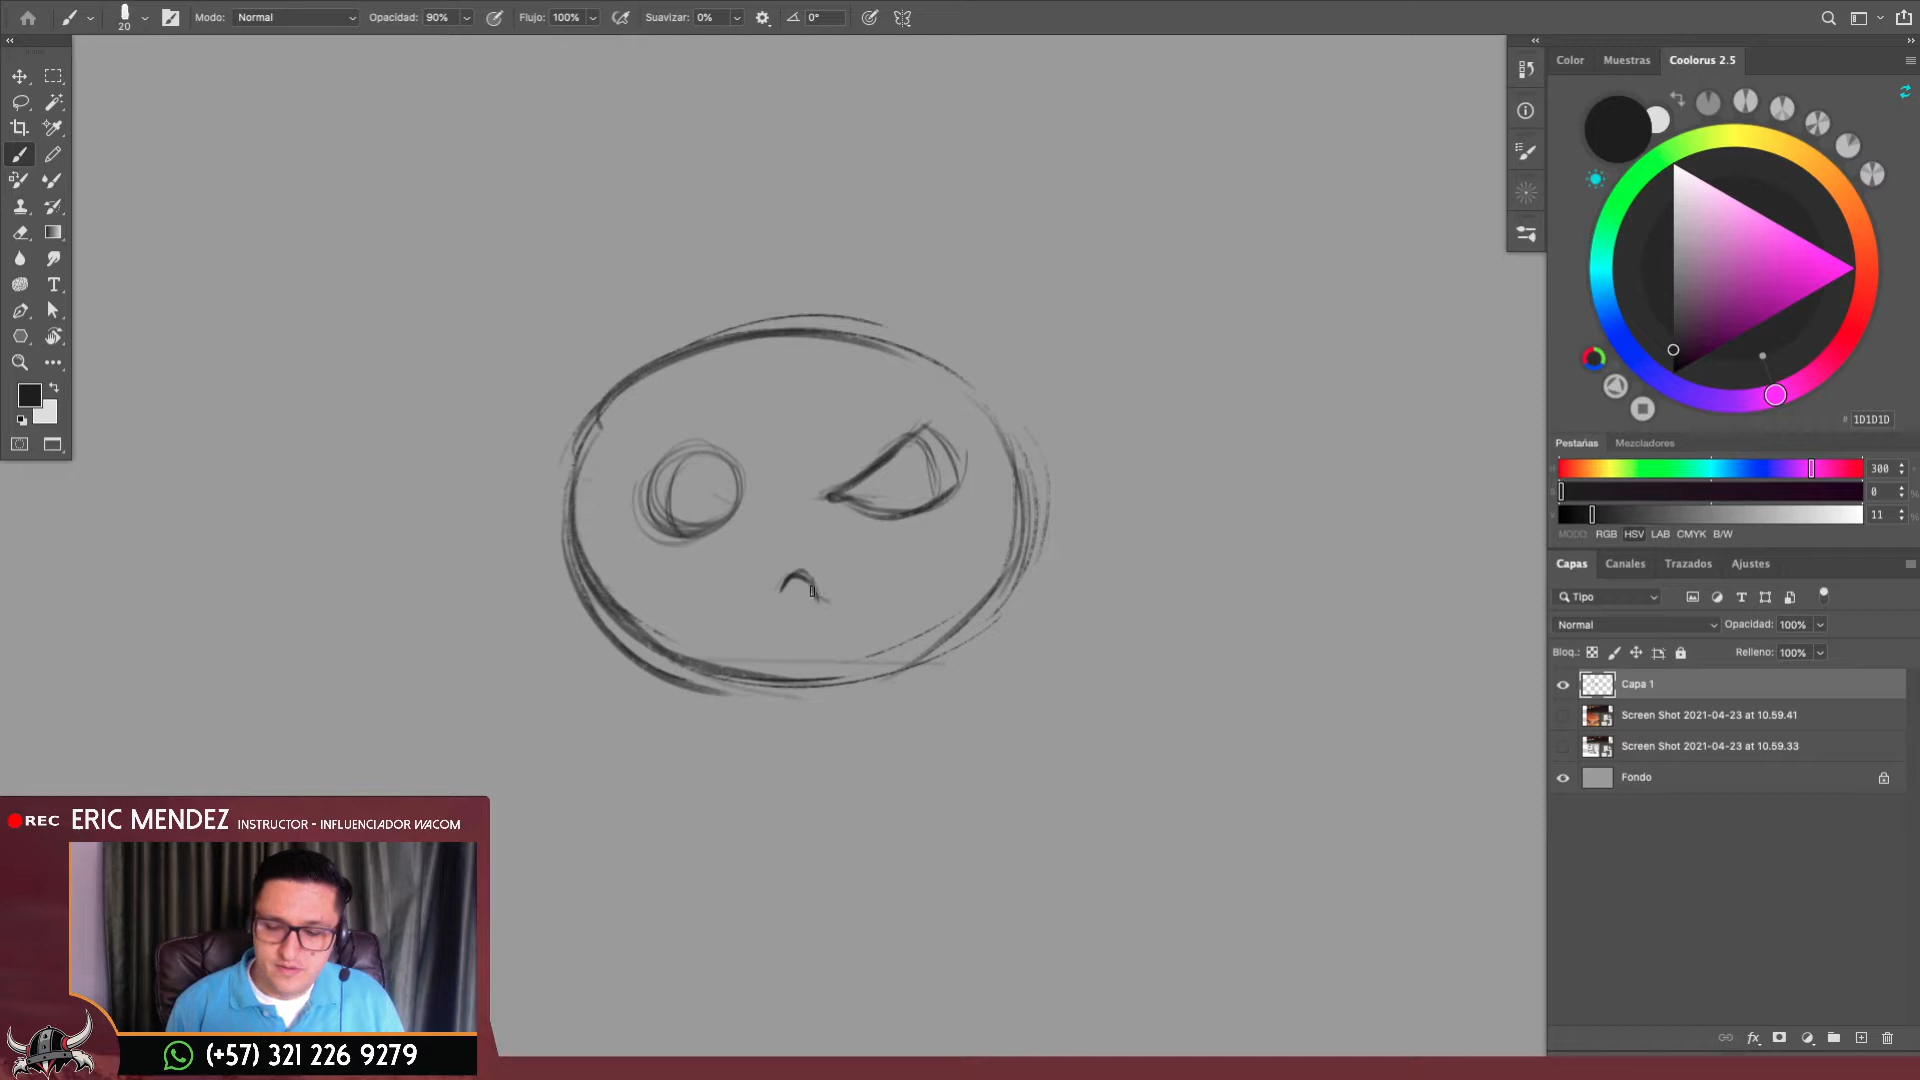 20
Modo: Normal
Opacidad: 90%
Flujo: 100%
Suavizar: 0%
0°
Color Muestras Coolorus 2.5
# 1D1D1D
Pestañas Mezcladores
H 300 °
S 0 %
V 11 %
MODO: RGB HSV LAB CMYK B/W
Capas Canales Trazados Ajustes
Tipo
Normal Opacidad: 100%
Bloq.: Relleno: 100%
Capa 1
Screen Shot 2021-04-23 at 10.59.41
Screen Shot 2021-04-23 at 10.59.33
Fondo
fx
REC ERIC MENDEZ INSTRUCTOR - INFLUENCIADOR WACOM
(+57) 321 226 9279